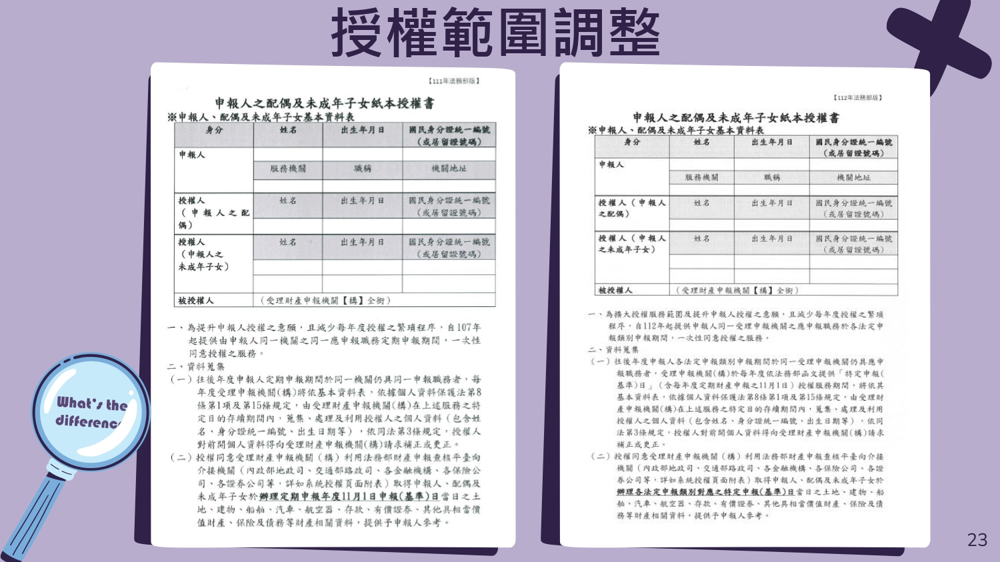 授權範圍調整
【111年法務部版】
申報人之配偶及未成年子女紙本授權書
※申報人、配偶及未成年子女基本資料表
身分 姓名 出生年月日 國民身分證統一編號
（或居留證號碼）
申報人
服務機關 職稱 機關地址
授權人 姓名 出生年月日 國民身分證統一編號
（申報人之配 （或居留證號碼）
偶）
授權人 姓名 出生年月日 國民身分證統一編號
（申報人之 （或居留證號碼）
未成年子女）
被授權人 （受理財產申報機關【構】全銜）
一、為提升申報人授權之意願，且減少每年度授權之繁瑣程序，自107年
起提供由申報人同一機關之同一應申報職務定期申報期間，一次性
同意授權之服務。
二、資料蒐集
（一）往後年度申報人定期申報期間於同一機關仍具同一申報職務者，每
年度受理申報機關(構)將依基本資料表，依據個人資料保護法第8
條第1項及第15條規定，由受理財產申報機關(構)在上述服務之特
定目的存續期間內，蒐集、處理及利用授權人之個人資料（包含姓
名、身分證統一編號、出生日期等），依同法第3條規定，授權人
對前開個人資料得向受理財產申報機關(構)請求補正或更正。
（二）授權同意受理財產申報機關（構）利用法務部財產申報查核平臺向
介接機關（內政部地政司、交通部路政司、各金融機構、各保險公
司、各證券公司等，詳如系統授權頁面附表）取得申報人、配偶及
未成年子女於辦理定期申報年度11月1日申報(基準)日當日之土
地、建物、船舶、汽車、航空器、存款、有價證券、其他具相當價
值財產、保險及債務等財產相關資料，提供予申報人參考。
【112年法務部版】
申報人之配偶及未成年子女紙本授權書
※申報人、配偶及未成年子女基本資料表
身分 姓名 出生年月日 國民身分證統一編號
（或居留證號碼）
申報人
服務機關 職稱 機關地址
授權人（申報人 姓名 出生年月日 國民身分證統一編號
之配偶） （或居留證號碼）
授權人（申報人 姓名 出生年月日 國民身分證統一編號
之未成年子女） （或居留證號碼）
被授權人 （受理財產申報機關【構】全銜）
一、為擴大授權服務範圍及提升申報人授權之意願，且減少每年度授權之繁瑣
程序，自112年起提供申報人同一受理申報機關之應申報職務於各法定申
報類別申報期間，一次性同意授權之服務。
二、資料蒐集
（一）往後年度申報人各法定申報類別申報期間於同一受理申報機關仍具應申
報職務者，受理申報機關(構)於每年度依法務部函文提供「特定申報(
基準)日」（含每年度定期財產申報之11月1日）授權服務期間，將依其
基本資料表，依據個人資料保護法第8條第1項及第15條規定，由受理財
產申報機關(構)在上述服務之特定目的存續期間內，蒐集、處理及利用
授權人之個人資料（包含姓名、身分證統一編號、出生日期等），依同
法第3條規定，授權人對前開個人資料得向受理財產申報機關(構)請求
補正或更正。
（二）授權同意受理財產申報機關（構）利用法務部財產申報查核平臺向介接
機關（內政部地政司、交通部路政司、各金融機構、各保險公司、各證
券公司等，詳如系統授權頁面附表）取得申報人、配偶及未成年子女於
辦理各法定申報類別對應之特定申報(基準)日當日之土地、建物、船
舶、汽車、航空器、存款、有價證券、其他具相當價值財產、保險及債
務等財產相關資料，提供予申報人參考。
What's the
difference
23